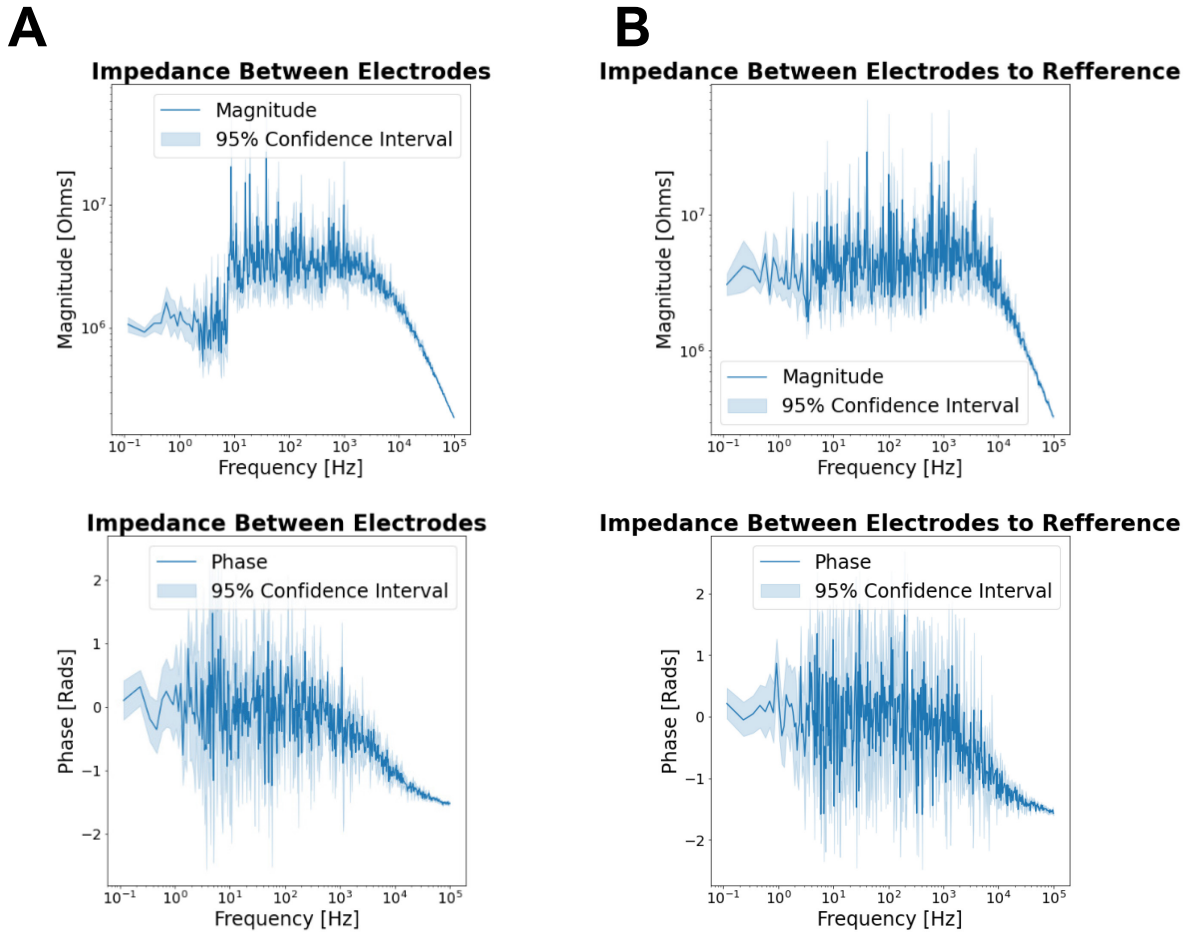 A
B
Impedance Between Electrodes
Magnitude
95% Confidence Interval
Magnitude [Ohms]
10⁷
10⁶
10⁻¹ 10⁰ 10¹ 10² 10³ 10⁴ 10⁵
Frequency [Hz]
Impedance Between Electrodes to Refference
Magnitude [Ohms]
10⁷
10⁶
Magnitude
95% Confidence Interval
10⁻¹ 10⁰ 10¹ 10² 10³ 10⁴ 10⁵
Frequency [Hz]
Impedance Between Electrodes
Phase
95% Confidence Interval
Phase [Rads]
2
1
0
−1
−2
10⁻¹ 10⁰ 10¹ 10² 10³ 10⁴ 10⁵
Frequency [Hz]
Impedance Between Electrodes to Refference
Phase
95% Confidence Interval
Phase [Rads]
2
1
0
−1
−2
10⁻¹ 10⁰ 10¹ 10² 10³ 10⁴ 10⁵
Frequency [Hz]